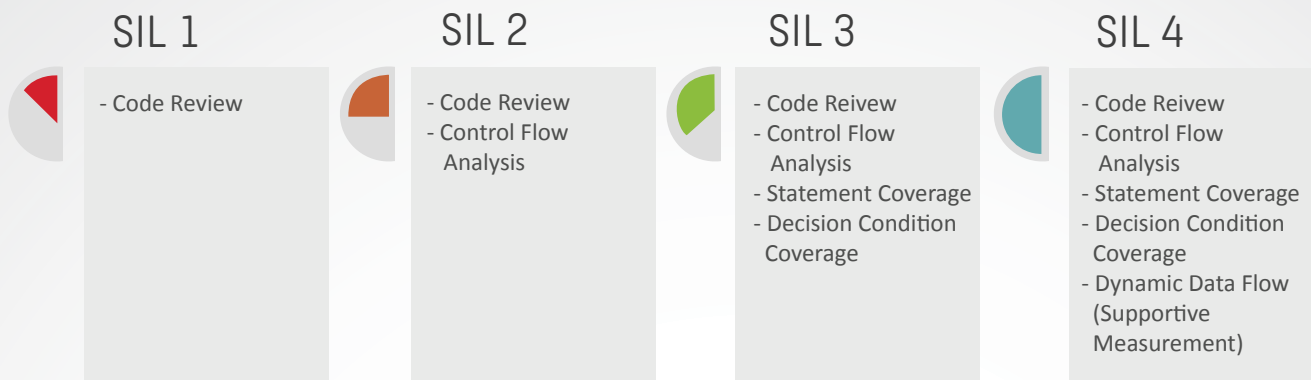 SIL 1
- Code Review
SIL 2
- Code Review
- Control Flow
Analysis
SIL 3
- Code Reivew
- Control Flow
Analysis
- Statement Coverage
- Decision Condition
Coverage
SIL 4
- Code Reivew
- Control Flow
Analysis
- Statement Coverage
- Decision Condition
Coverage
- Dynamic Data Flow
(Supportive
Measurement)